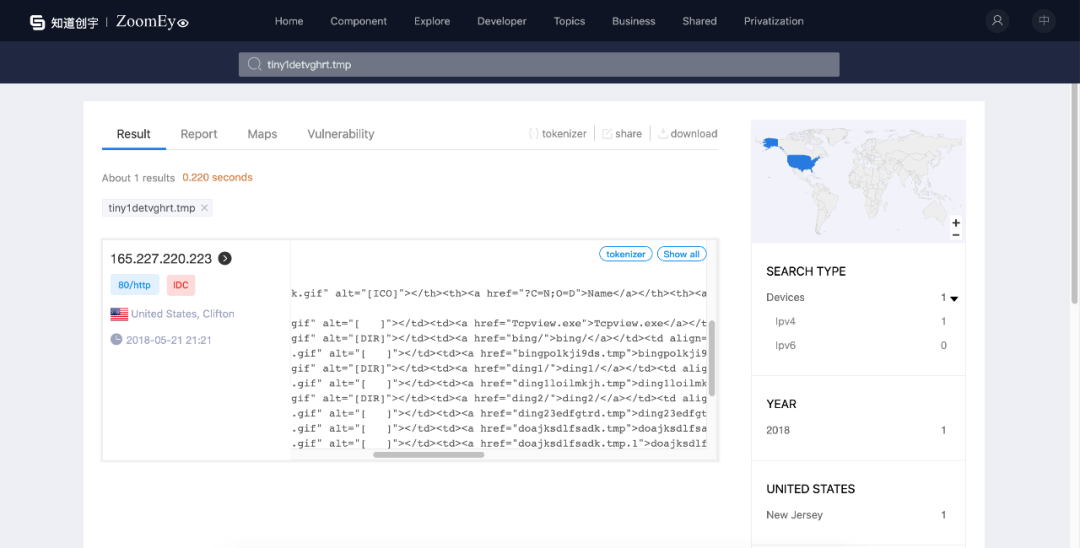 知道创宇 | ZoomEye Home Component Explore Developer Topics Business Shared Privatization 中
tiny1detvghrt.tmp
Result Report Maps Vulnerability tokenizer share download
About 1 results 0.220 seconds
tiny1detvghrt.tmp ×
165.227.220.223
80/http IDC
United States, Clifton
2018-05-21 21:21
tokenizer Show all
k.gif" alt="[ICO]"></th><th><a href="?C=N;O=D">Name</a></th><th><a
gif" alt="[   ]"></td><td><a href="Tcpview.exe">Tcpview.exe</a></t
gif" alt="[DIR]"></td><td><a href="bing/">bing/</a></td><td align=
.gif" alt="[   ]"></td><td><a href="bingpolkji9ds.tmp">bingpolkji9
gif" alt="[DIR]"></td><td><a href="ding1/">ding1/</a></td><td alig
.gif" alt="[   ]"></td><td><a href="ding1loilmkjh.tmp">ding1loilmk
gif" alt="[DIR]"></td><td><a href="ding2/">ding2/</a></td><td alig
.gif" alt="[   ]"></td><td><a href="ding23edfgtrd.tmp">ding23edfgt
.gif" alt="[   ]"></td><td><a href="doajksdlfsadk.tmp">doajksdlfsa
.gif" alt="[   ]"></td><td><a href="doajksdlfsadk.tmp.1">doajksdlf
+
−
SEARCH TYPE
Devices 1
Ipv4 1
Ipv6 0
YEAR
2018 1
UNITED STATES
New Jersey 1